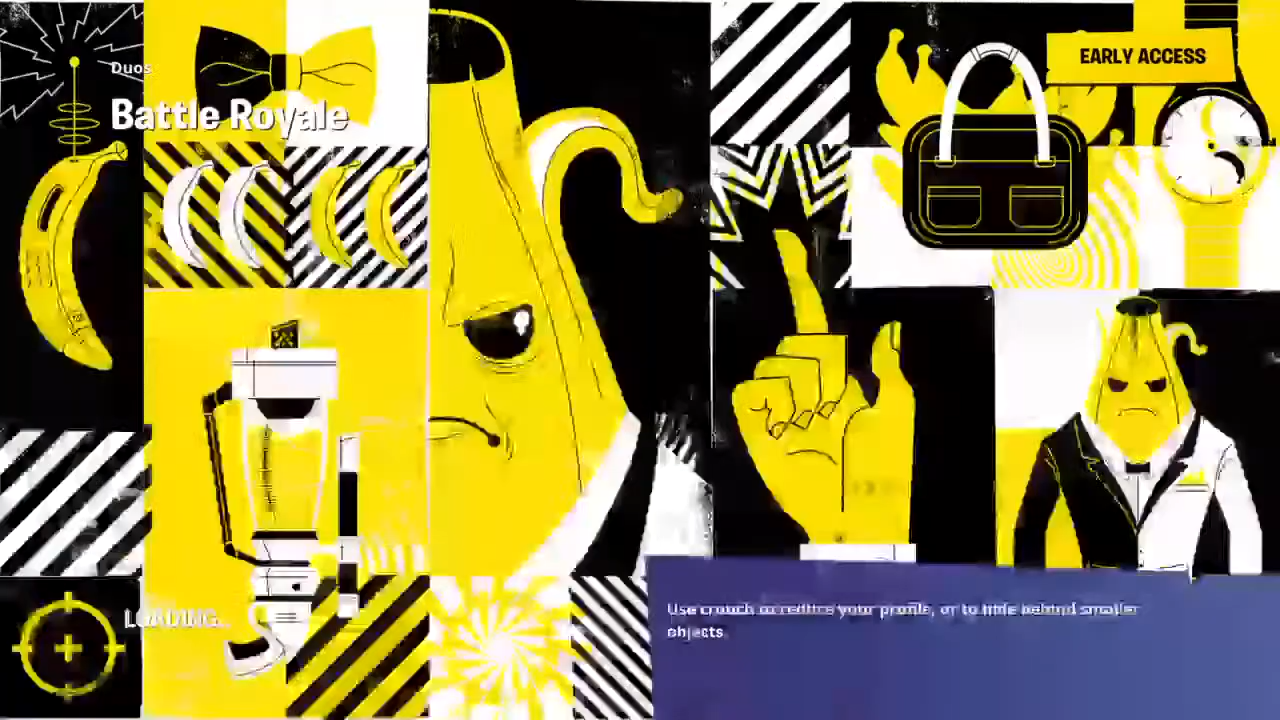 Duos
Battle Royale
EARLY ACCESS
LOADING..
Use crouch to reduce your profile, or to hide behind smaller
objects.